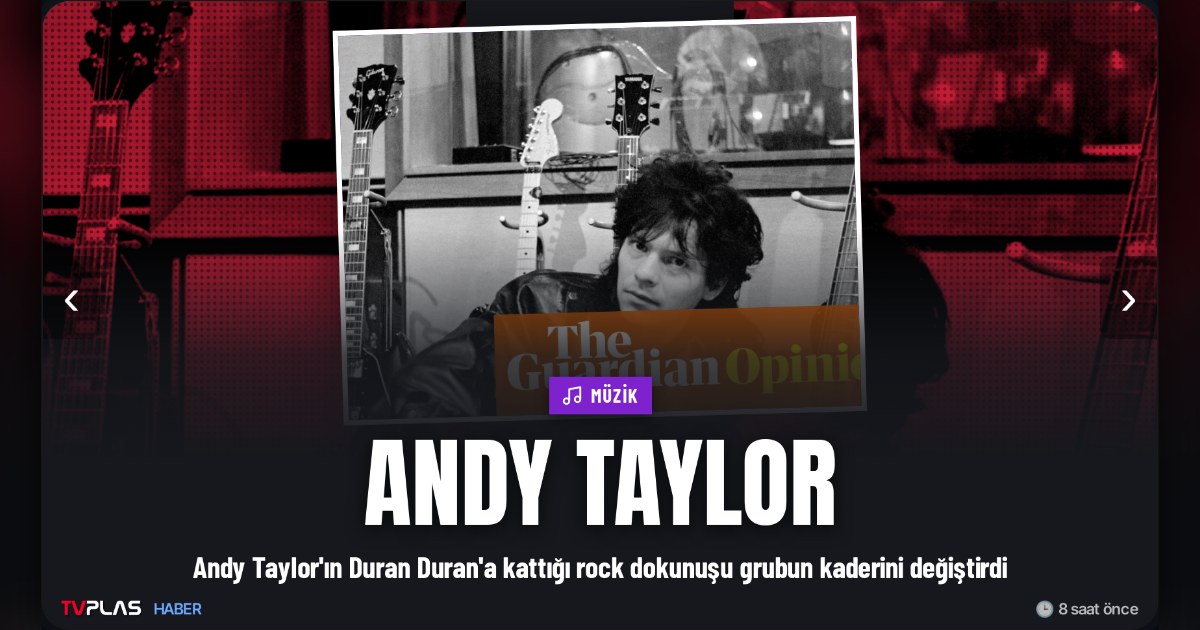 Gibson
The
Guardian Opinio
MÜZİK
ANDY TAYLOR
Andy Taylor'ın Duran Duran'a kattığı rock dokunuşu grubun kaderini değiştirdi
TVPLAS HABER
8 saat önce